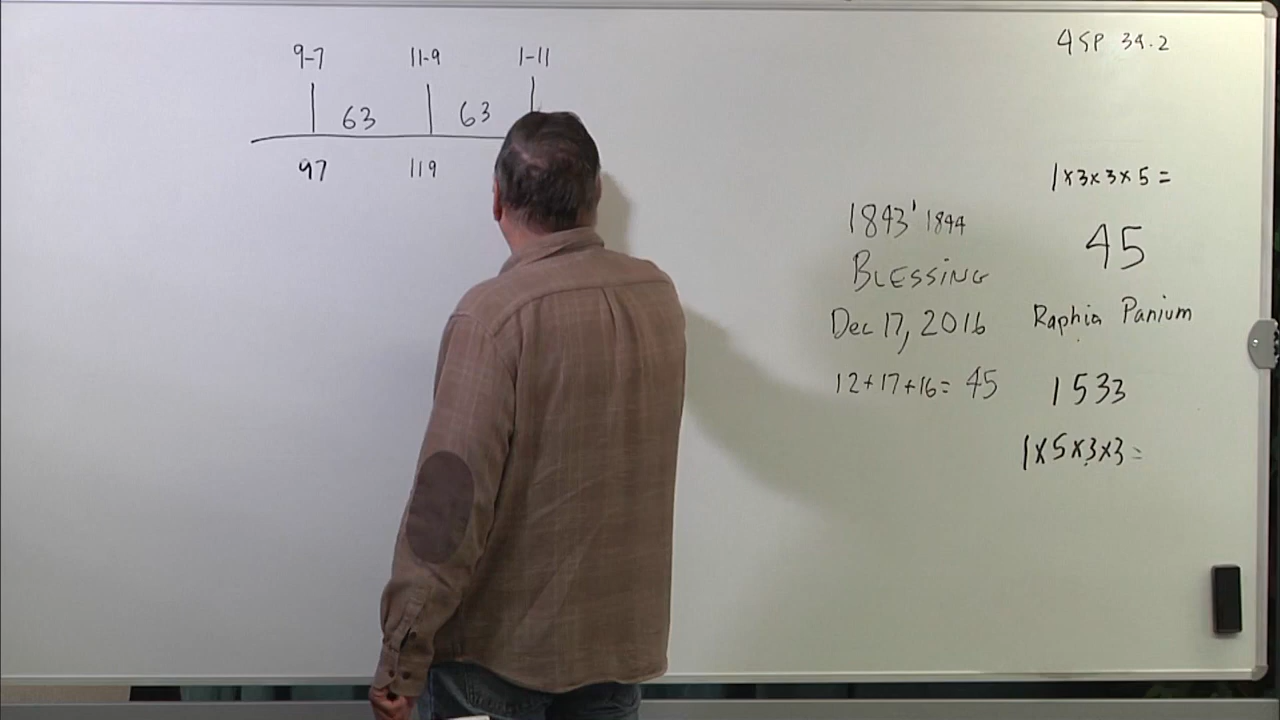 9-7 11-9 1-11
63 63
97 119
4SP 39.2
1x3x3x5=
45
Raphia Panium
1533
1x5x3x3=
1843' 1844
BLESSING
Dec 17, 2016
12+17+16= 45